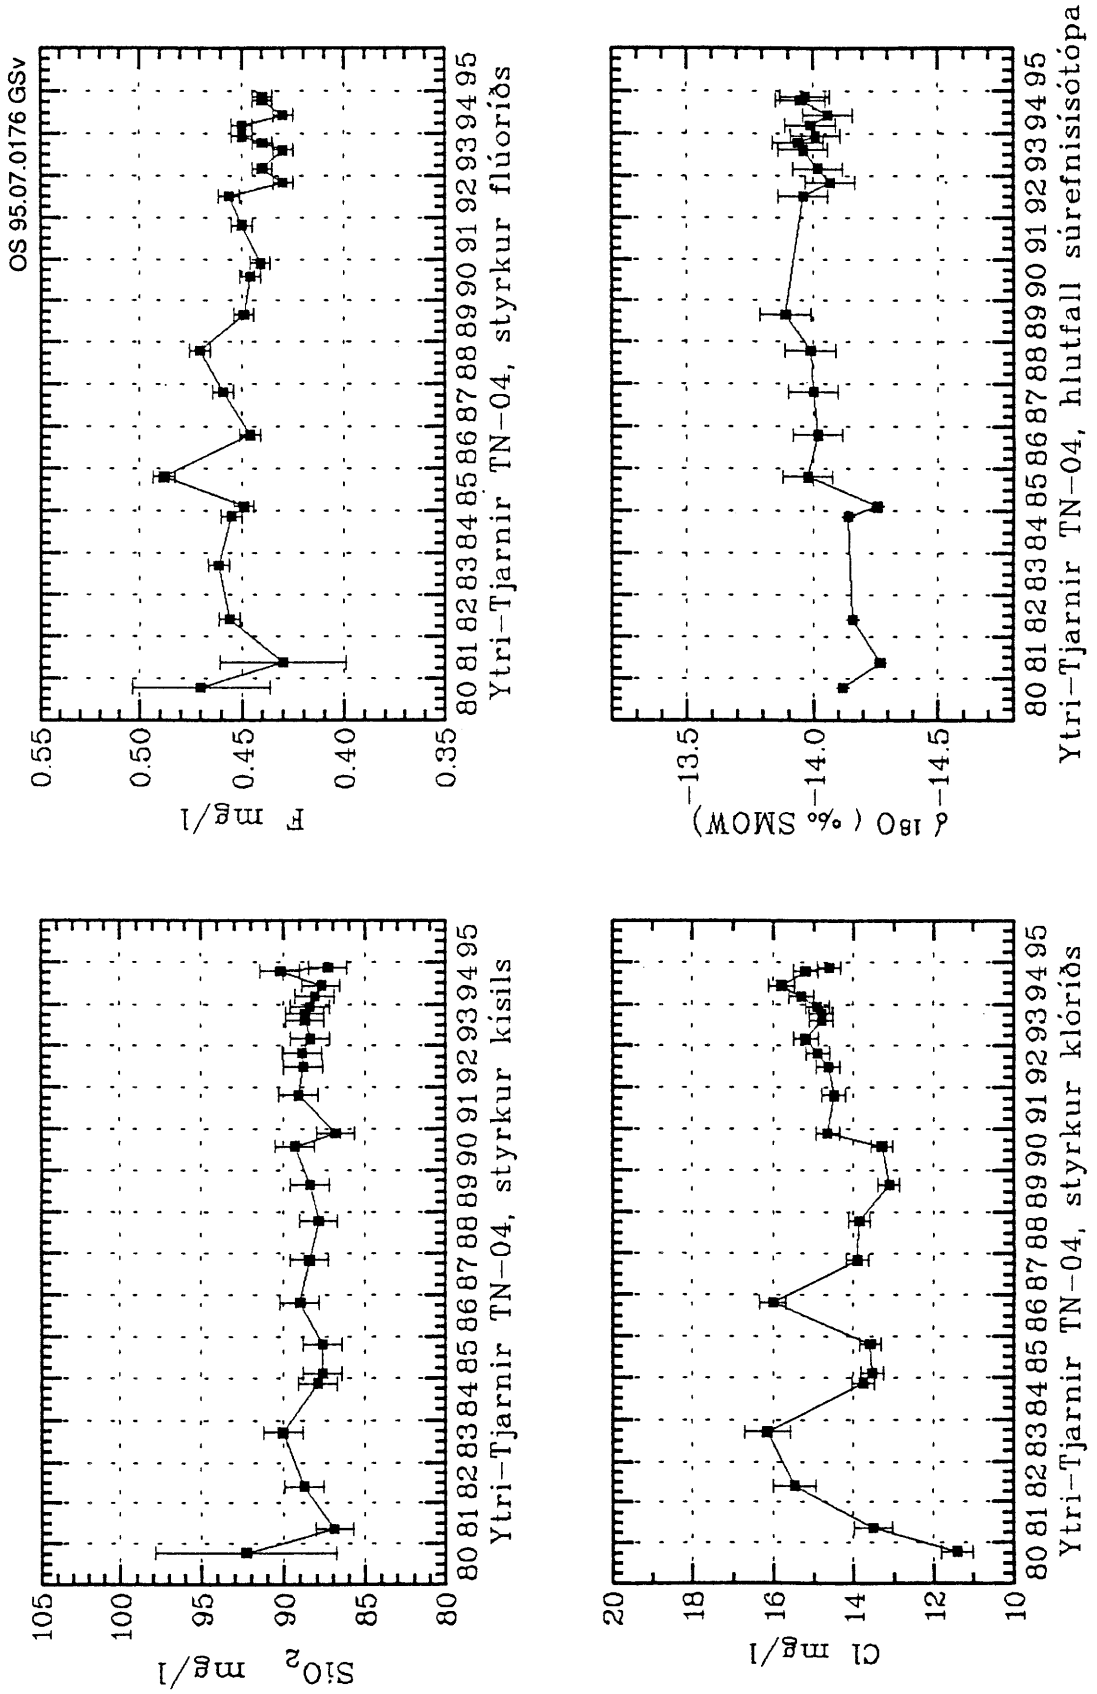 OS 95.07.0176 GSv
SiO₂ mg/l
105
100
95
90
85
80
80 81 82 83 84 85 86 87 88 89 90 91 92 93 94 95
Ytri-Tjarnir TN-04, styrkur kísils
F mg/l
0.55
0.50
0.45
0.40
0.35
80 81 82 83 84 85 86 87 88 89 90 91 92 93 94 95
Ytri-Tjarnir TN-04, styrkur flúoríðs
Cl mg/l
20
18
16
14
12
10
80 81 82 83 84 85 86 87 88 89 90 91 92 93 94 95
Ytri-Tjarnir TN-04, styrkur klóríðs
δ ¹⁸O (‰ SMOW)
-13.5
-14.0
-14.5
80 81 82 83 84 85 86 87 88 89 90 91 92 93 94 95
Ytri-Tjarnir TN-04, hlutfall súrefnisísótópa